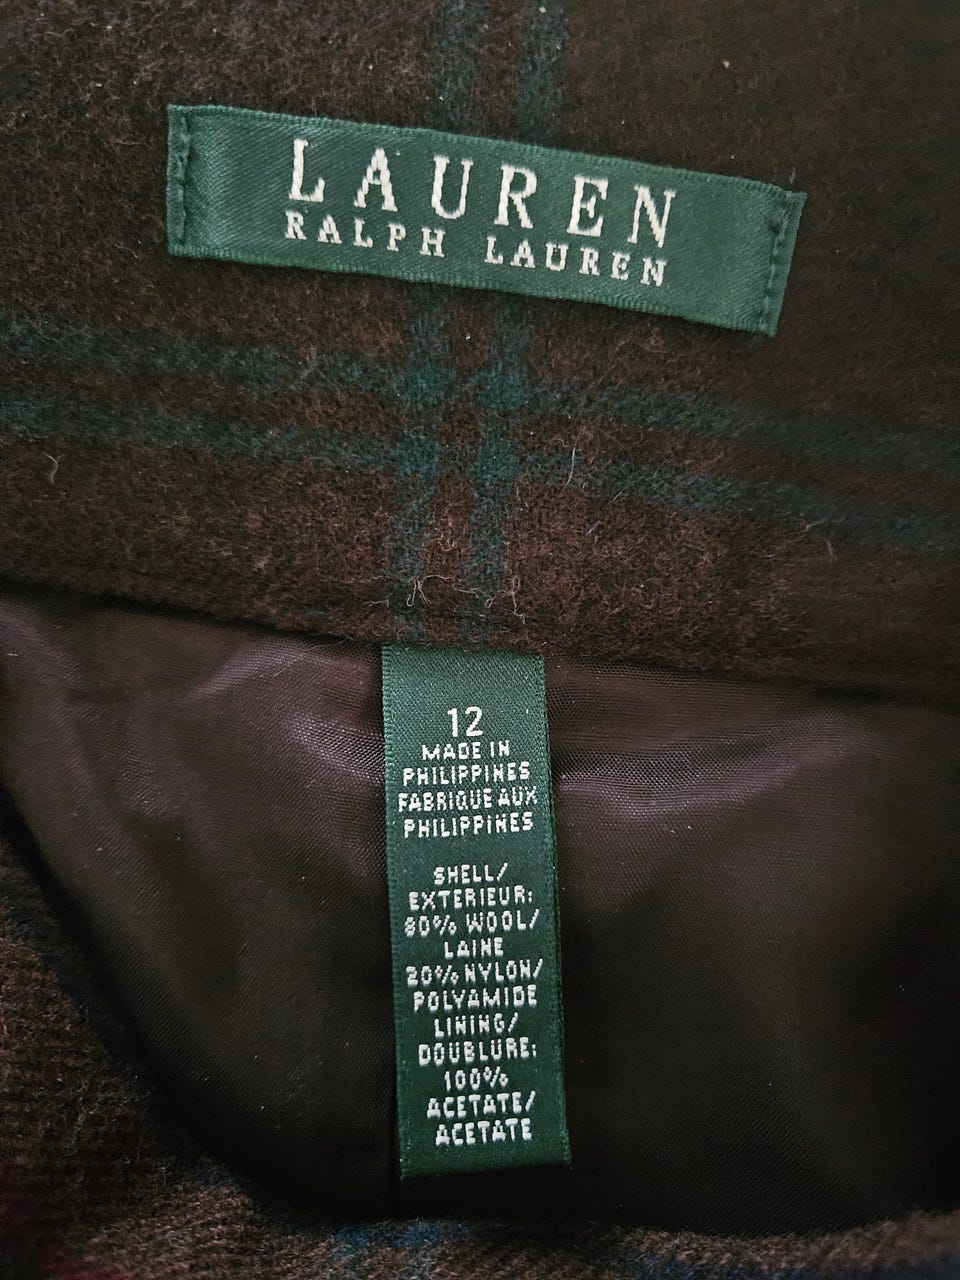 LAUREN
RALPH LAUREN
12
MADE IN
PHILIPPINES
FABRIQUE AUX
PHILIPPINES
SHELL/
EXTERIEUR:
80% WOOL/
LAINE
20% NYLON/
POLYAMIDE
LINING/
DOUBLURE:
100%
ACETATE/
ACETATE